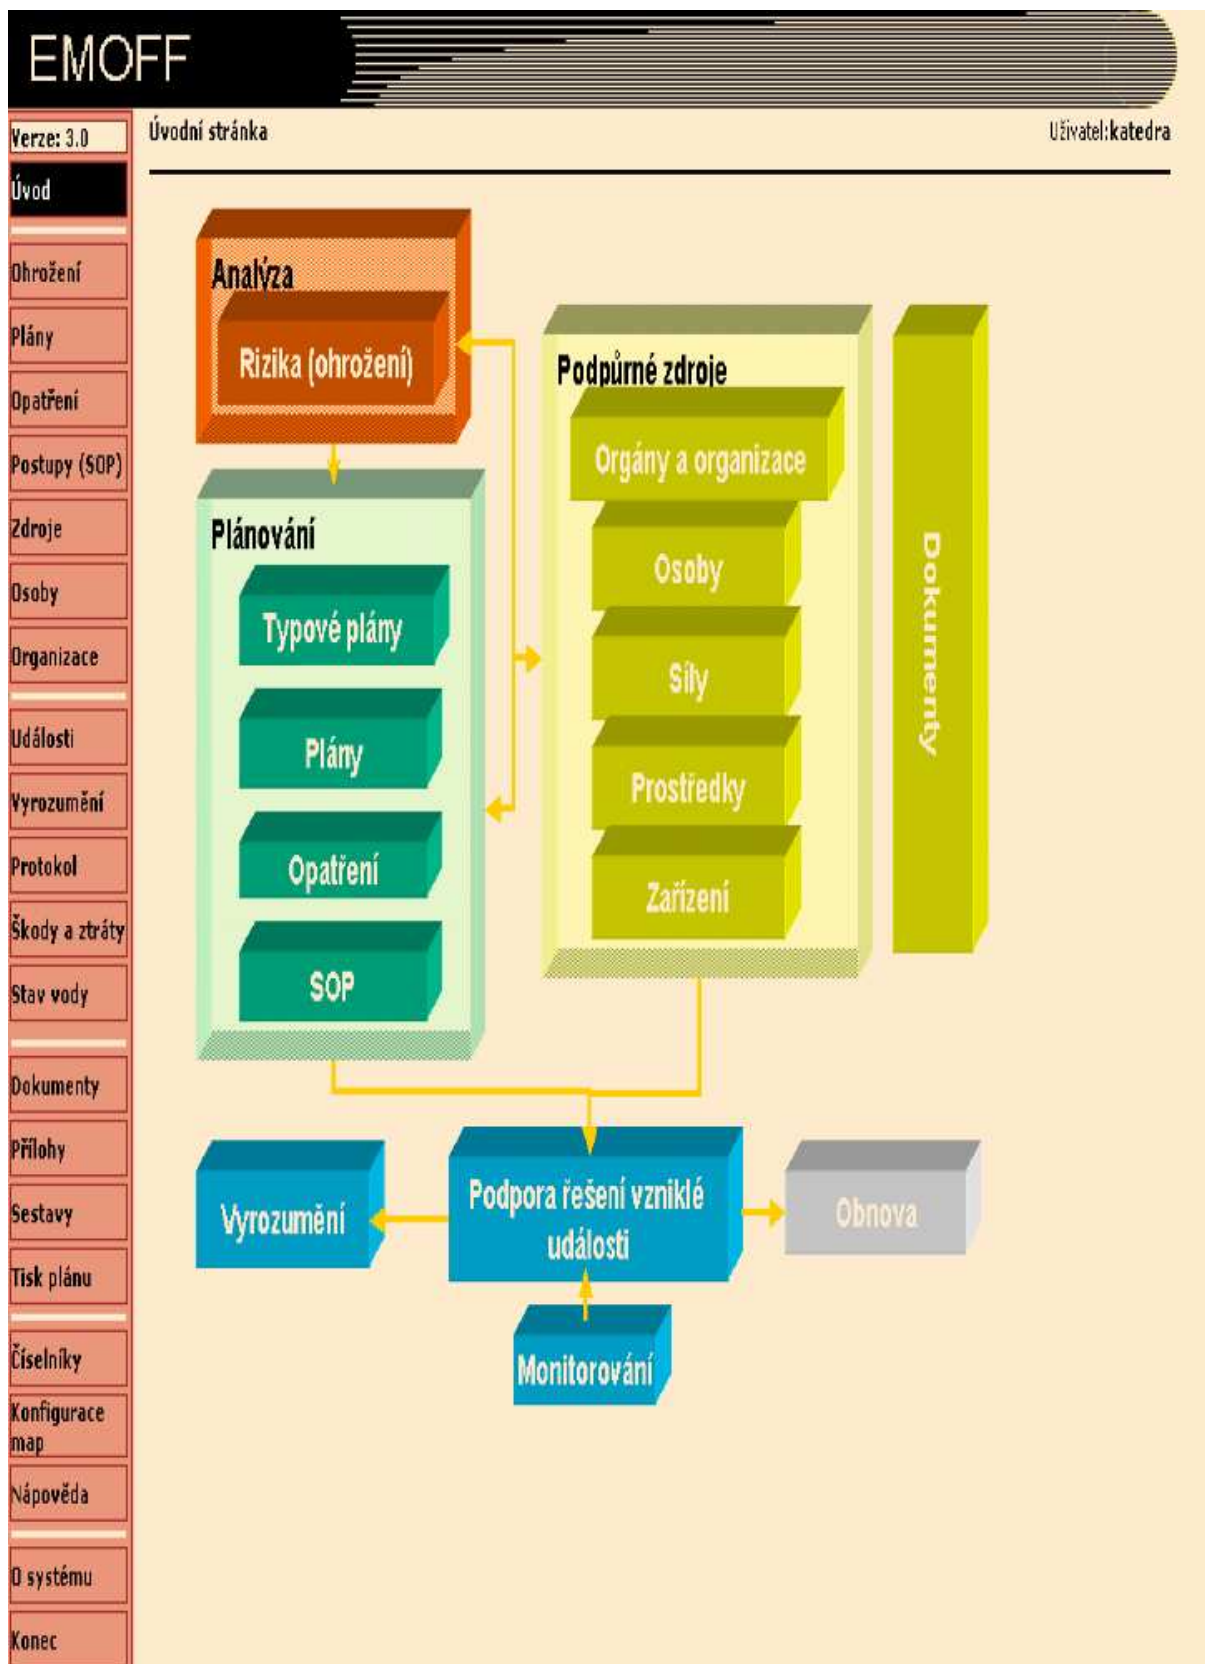 EMOFF
Verze: 3.0
Úvod
Ohrožení
Plány
Opatření
Postupy (SOP)
Zdroje
Osoby
Organizace
Události
Vyrozumění
Protokol
Škody a ztráty
Stav vody
Dokumenty
Přílohy
Sestavy
Tisk plánu
Číselníky
Konfigurace
map
Nápověda
O systému
Konec
Úvodní stránka
Uživatel:katedra
Analýza
Rizika (ohrožení)
Plánování
Typové plány
Plány
Opatření
SOP
Podpůrné zdroje
Orgány a organizace
Osoby
Síly
Prostředky
Zařízení
Dokumenty
Vyrozumění
Podpora řešení vzniklé
události
Obnova
Monitorování